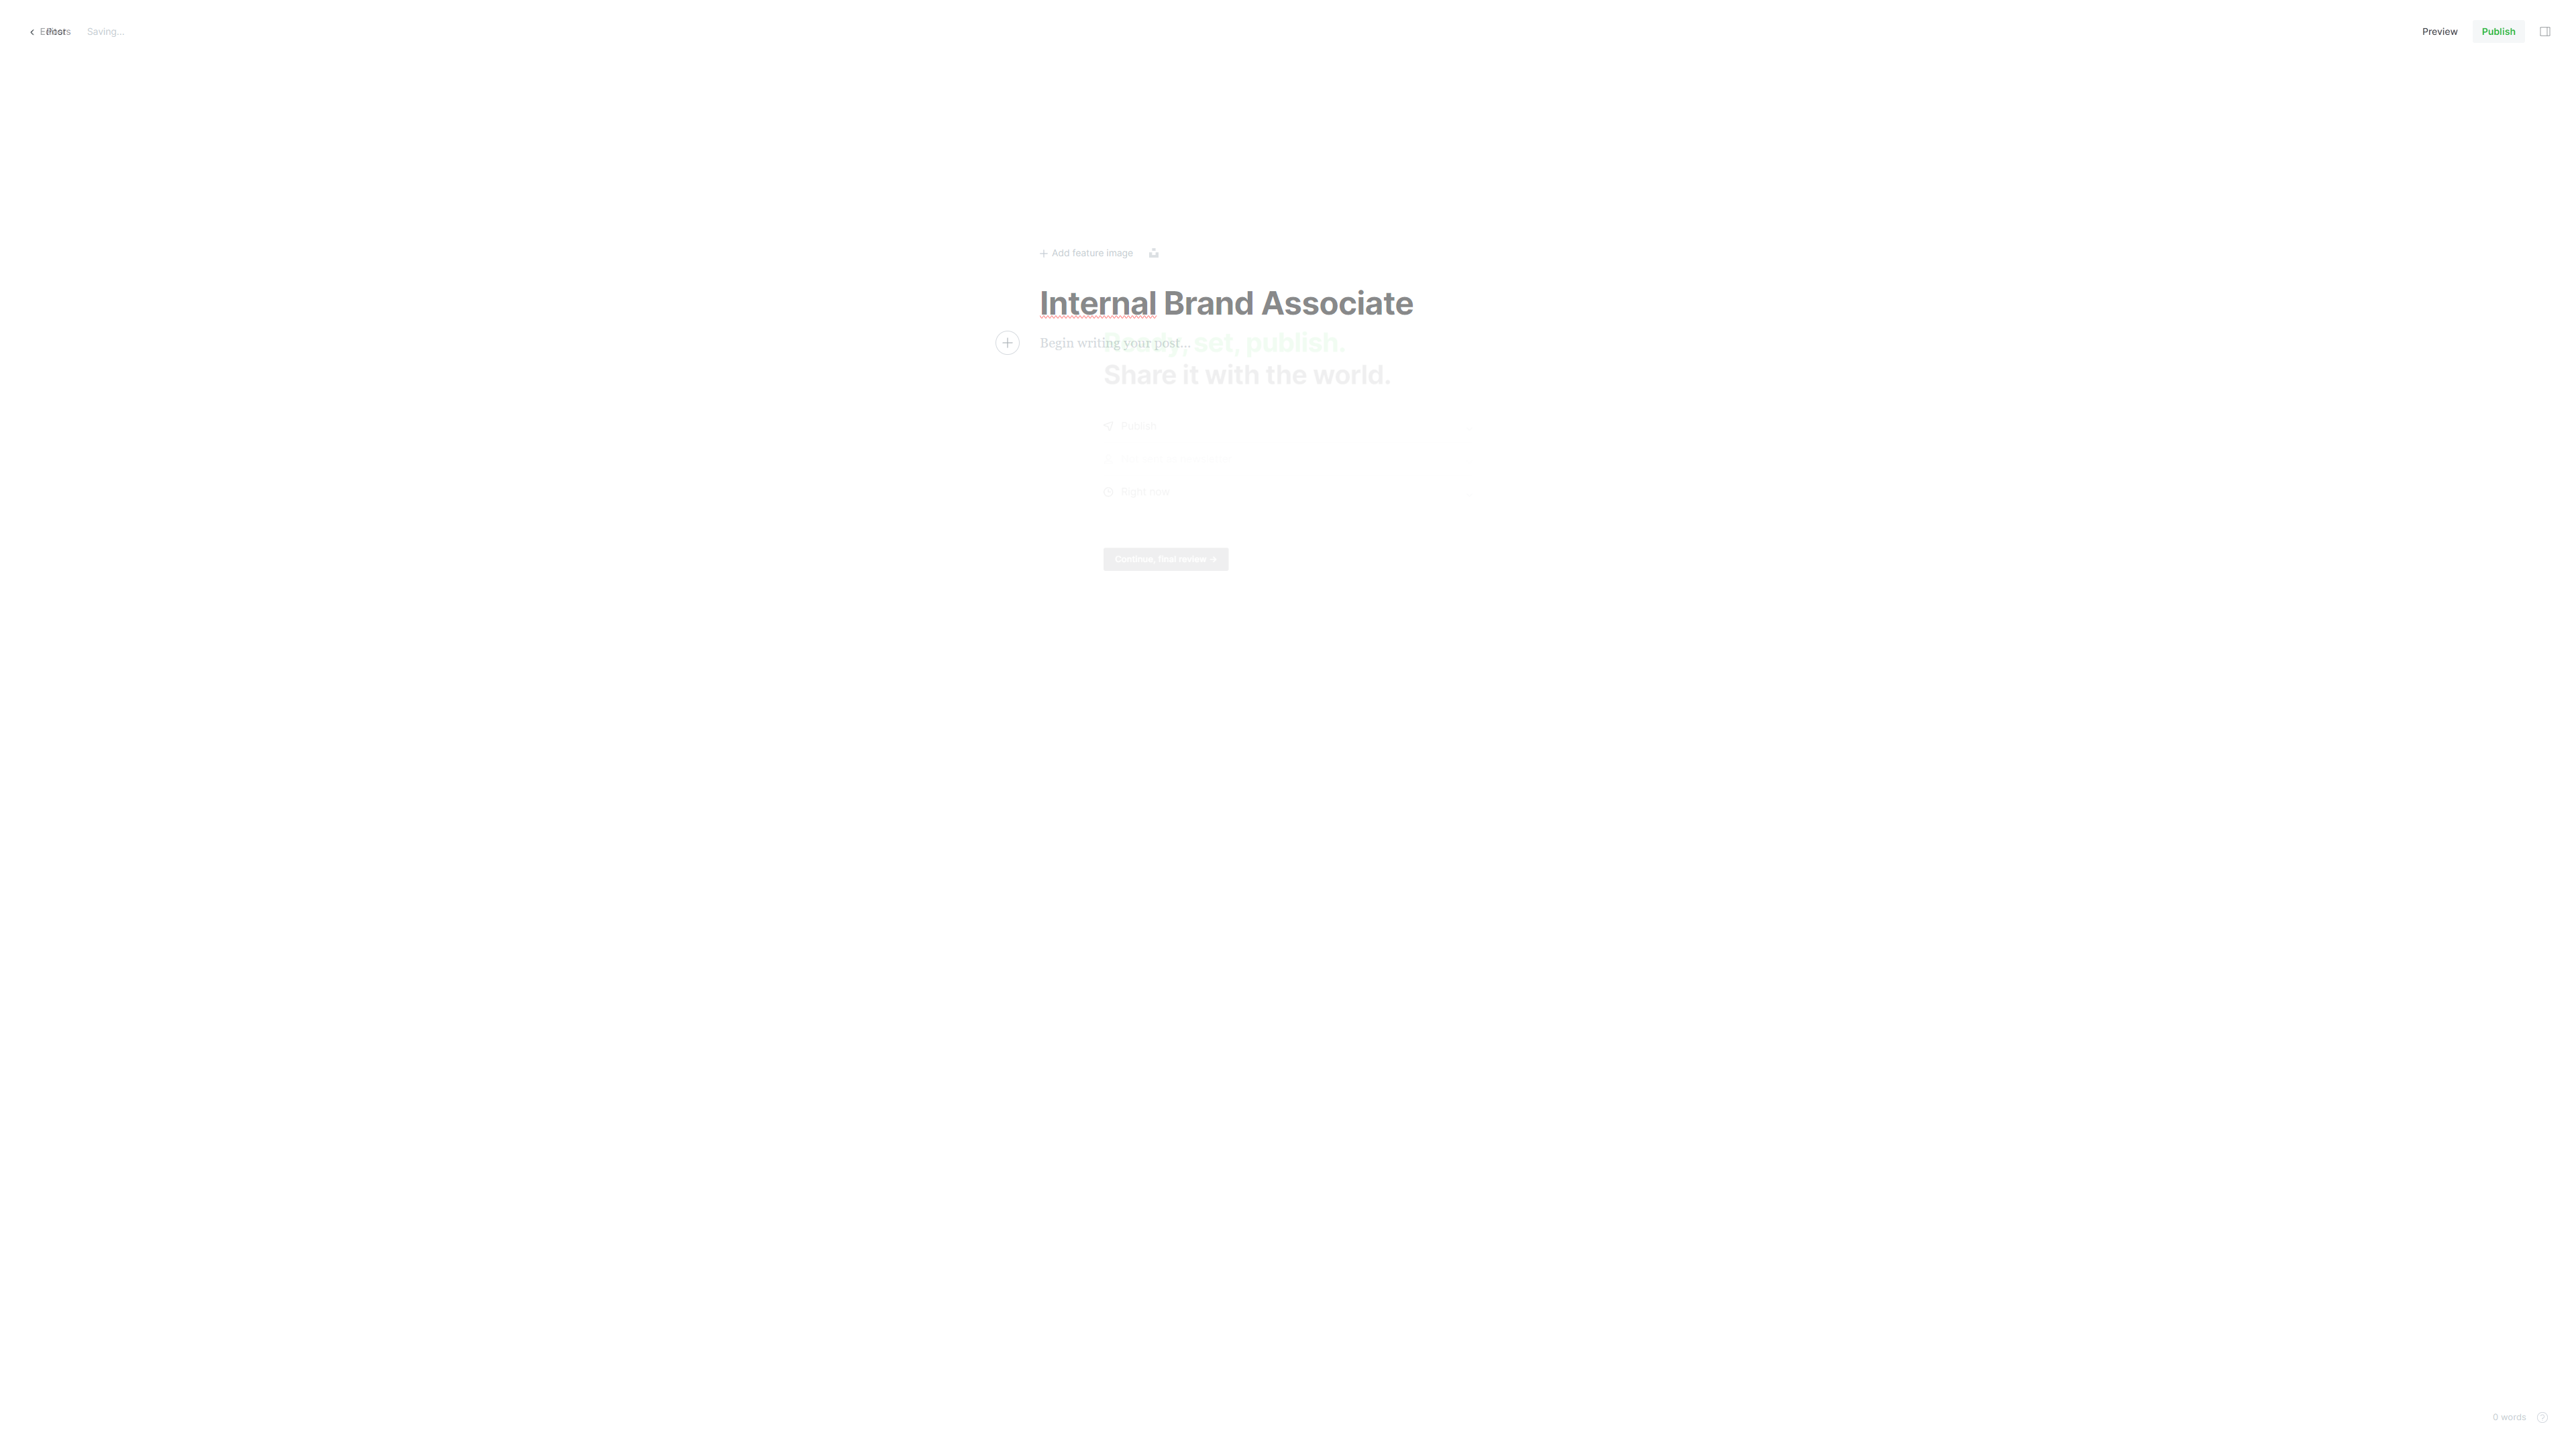 Editor
Posts
Saving...
Preview
Publish
Add feature image
Internal Brand Associate
Begin writing your post...
Ready, set, publish.
Share it with the world.
Publish
Right now
Continue, final review →
0 words